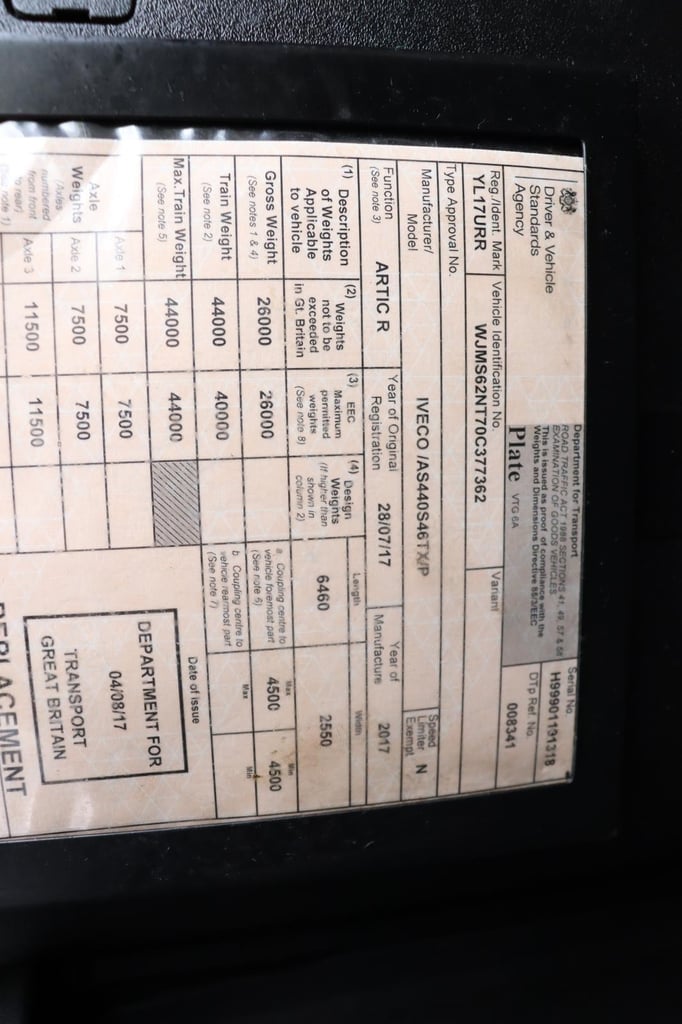 Driver & Vehicle
Standards
Agency
Department for Transport
ROAD TRAFFIC ACT 1988 SECTIONS 41, 49, 57 & 58
EXAMINATION OF GOODS VEHICLES
This is issued as proof of compliance with the
Weights and Dimensions Directive 85/3/EEC
Plate VTG 6A
Serial No.
H99901191318
DTp Ref. No.
008341
Reg./Ident. Mark
YL17URR
Vehicle Identification No.
WJMS62NT70C377362
Variant
Type Approval No.
Manufacturer/
Model
IVECO /AS440S46TX/P
Speed
Limiter N
Exempt
Function
(See note 3)
ARTIC R
Year of Original
Registration
28/07/17
Year of
Manufacture
2017
(1) Description
of Weights
Applicable
to vehicle
(2) Weights
not to be
exceeded
in Gt. Britain
(3) EEC
Maximum
permitted
weights
(See note 8)
(4) Design
Weights
(if higher than
shown in
column 2)
Length
6460
Width
2550
Gross Weight
(See notes 1 & 4)
26000
26000
a. Coupling centre to
vehicle foremost part
(See note 6)
Max
4500
Min
4500
Train Weight
(See note 2)
44000
40000
b. Coupling centre to
vehicle rearmost part
(See note 7)
Max
Min
Max.Train Weight
(See note 5)
44000
44000
Axle
Weights
(Axles
numbered
from front
to rear)
(See note 1)
Axle 1
7500
7500
Axle 2
7500
7500
Axle 3
11500
11500
Date of issue
DEPARTMENT FOR
04/08/17
TRANSPORT
GREAT BRITAIN
REPLACEMENT